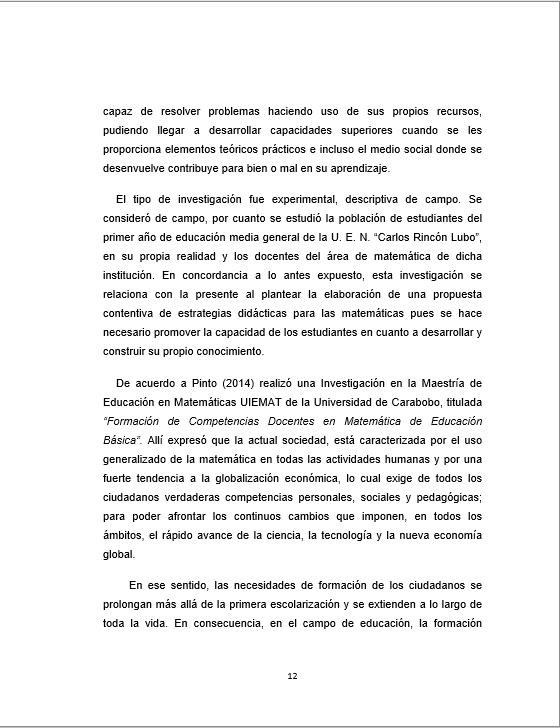 capaz de resolver problemas haciendo uso de sus propios recursos,
pudiendo llegar a desarrollar capacidades superiores cuando se les
proporciona elementos teóricos prácticos e incluso el medio social donde se
desenvuelve contribuye para bien o mal en su aprendizaje.
El tipo de investigación fue experimental, descriptiva de campo. Se
consideró de campo, por cuanto se estudió la población de estudiantes del
primer año de educación media general de la U. E. N. “Carlos Rincón Lubo”,
en su propia realidad y los docentes del área de matemática de dicha
institución. En concordancia a lo antes expuesto, esta investigación se
relaciona con la presente al plantear la elaboración de una propuesta
contentiva de estrategias didácticas para las matemáticas pues se hace
necesario promover la capacidad de los estudiantes en cuanto a desarrollar y
construir su propio conocimiento.
De acuerdo a Pinto (2014) realizó una Investigación en la Maestría de
Educación en Matemáticas UIEMAT de la Universidad de Carabobo, titulada
“Formación de Competencias Docentes en Matemática de Educación
Básica”. Allí expresó que la actual sociedad, está caracterizada por el uso
generalizado de la matemática en todas las actividades humanas y por una
fuerte tendencia a la globalización económica, lo cual exige de todos los
ciudadanos verdaderas competencias personales, sociales y pedagógicas;
para poder afrontar los continuos cambios que imponen, en todos los
ámbitos, el rápido avance de la ciencia, la tecnología y la nueva economía
global.
En ese sentido, las necesidades de formación de los ciudadanos se
prolongan más allá de la primera escolarización y se extienden a lo largo de
toda la vida. En consecuencia, en el campo de educación, la formación
12